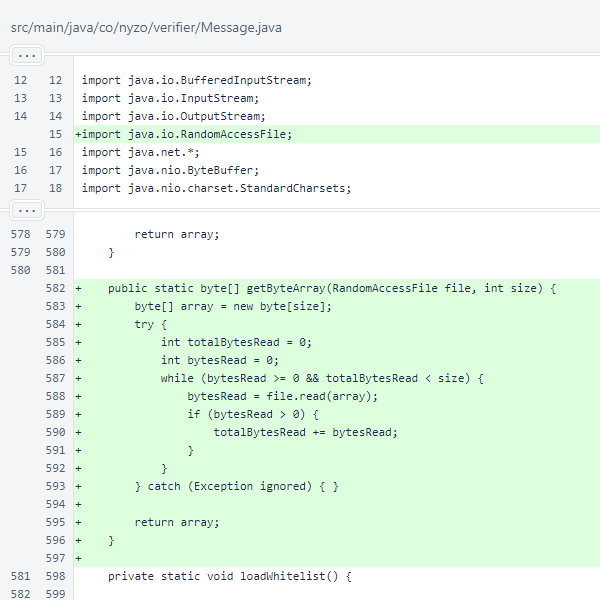 src/main/java/co/nyzo/verifier/Message.java
...
12 12 import java.io.BufferedInputStream;
13 13 import java.io.InputStream;
14 14 import java.io.OutputStream;
15 +import java.io.RandomAccessFile;
15 16 import java.net.*;
16 17 import java.nio.ByteBuffer;
17 18 import java.nio.charset.StandardCharsets;
...
578 579         return array;
579 580     }
580 581
582 +    public static byte[] getByteArray(RandomAccessFile file, int size) {
583 +        byte[] array = new byte[size];
584 +        try {
585 +            int totalBytesRead = 0;
586 +            int bytesRead = 0;
587 +            while (bytesRead >= 0 && totalBytesRead < size) {
588 +                bytesRead = file.read(array);
589 +                if (bytesRead > 0) {
590 +                    totalBytesRead += bytesRead;
591 +                }
592 +            }
593 +        } catch (Exception ignored) { }
594 +
595 +        return array;
596 +    }
597 +
581 598     private static void loadWhitelist() {
582 599